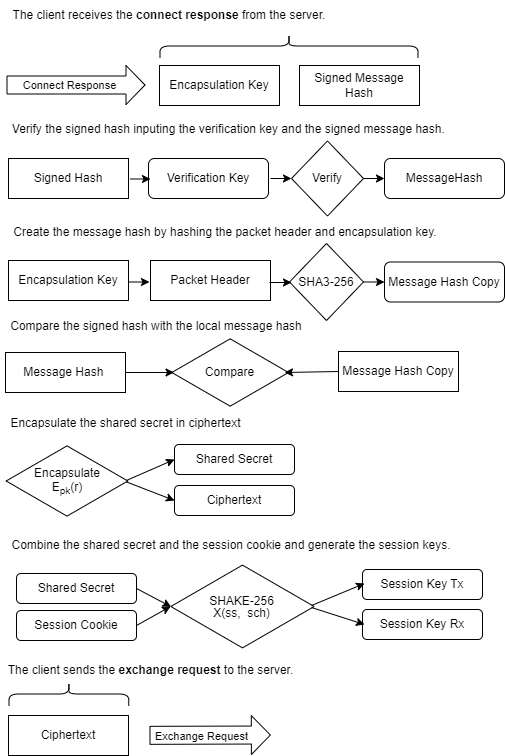 The client receives the connect response from the server.
Connect Response
Encapsulation Key
Signed Message
Hash
Verify the signed hash inputing the verification key and the signed message hash.
Signed Hash
Verification Key
Verify
MessageHash
Create the message hash by hashing the packet header and encapsulation key.
Encapsulation Key
Packet Header
SHA3-256
Message Hash Copy
Compare the signed hash with the local message hash
Message Hash
Compare
Message Hash Copy
Encapsulate the shared secret in ciphertext
Encapsulate
Epk(r)
Shared Secret
Ciphertext
Combine the shared secret and the session cookie and generate the session keys.
Shared Secret
Session Cookie
SHAKE-256
X(ss, sch)
Session Key Tx
Session Key Rx
The client sends the exchange request to the server.
Ciphertext
Exchange Request